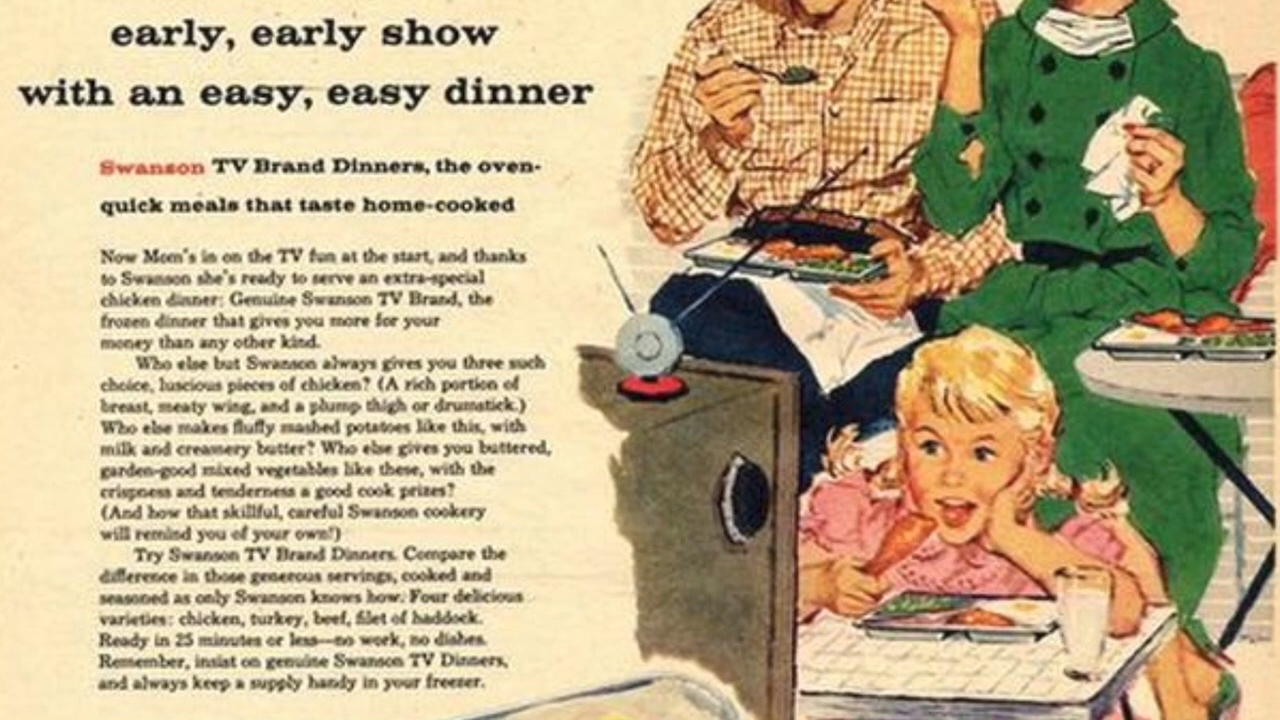 early, early show
with an easy, easy dinner
Swanson TV Brand Dinners, the oven-
quick meals that taste home-cooked
Now Mom's in on the TV fun at the start, and thanks
to Swanson she's ready to serve an extra-special
chicken dinner: Genuine Swanson TV Brand, the
frozen dinner that gives you more for your
money than any other kind.
Who else but Swanson always gives you three such
choice, luscious pieces of chicken? (A rich portion of
breast, meaty wing, and a plump thigh or drumstick.)
Who else makes fluffy mashed potatoes like this, with
milk and creamery butter? Who else gives you buttered,
garden-good mixed vegetables like these, with the
crispness and tenderness a good cook prizes?
(And how that skillful, careful Swanson cookery
will remind you of your own!)
Try Swanson TV Brand Dinners. Compare the
difference in those generous servings, cooked and
seasoned as only Swanson knows how. Four delicious
varieties: chicken, turkey, beef, filet of haddock.
Ready in 25 minutes or less—no work, no dishes.
Remember, insist on genuine Swanson TV Dinners,
and always keep a supply handy in your freezer.